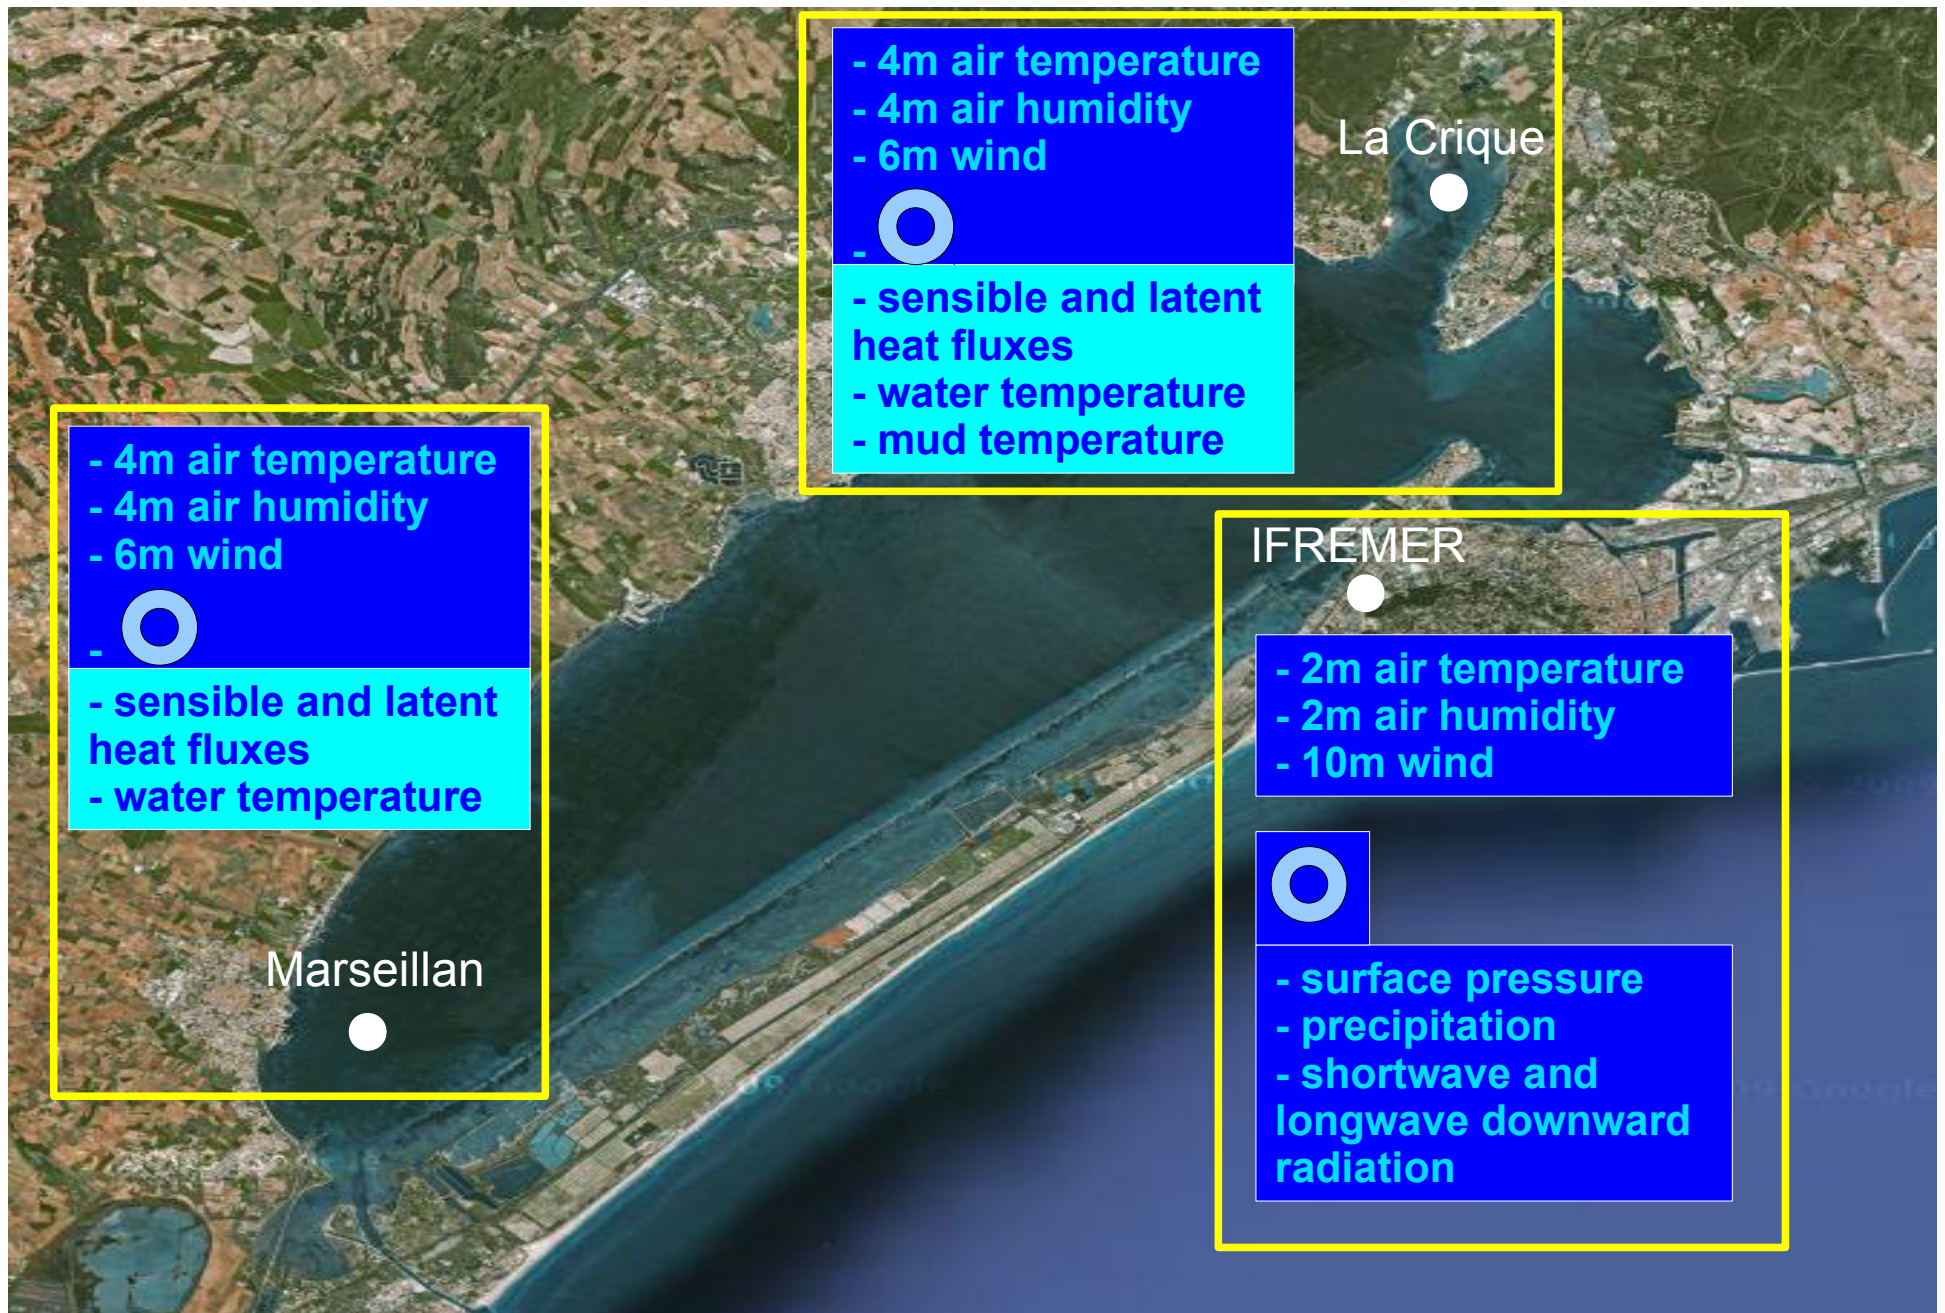 - 4m air temperature
- 4m air humidity
- 6m wind
-
- sensible and latent
heat fluxes
- water temperature
- mud temperature
La Crique
- 4m air temperature
- 4m air humidity
- 6m wind
-
- sensible and latent
heat fluxes
- water temperature
Marseillan
IFREMER
- 2m air temperature
- 2m air humidity
- 10m wind
- surface pressure
- precipitation
- shortwave and
longwave downward
radiation
Google
Google